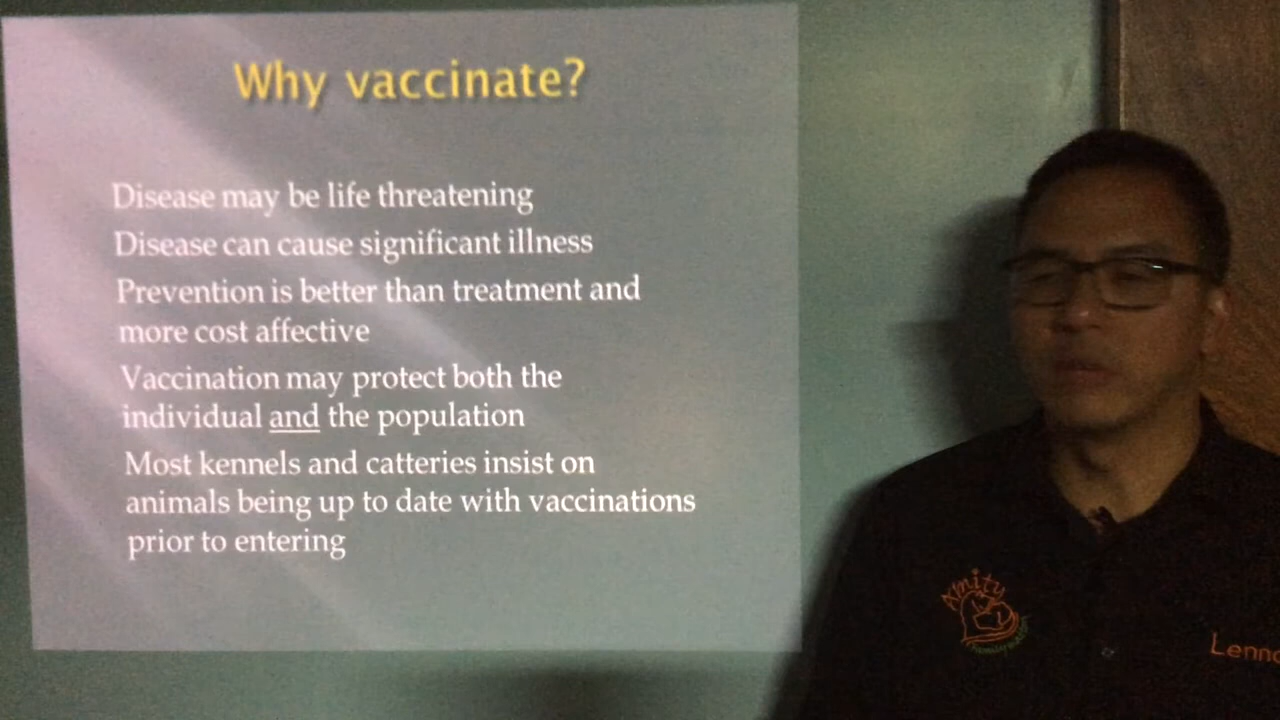 Why vaccinate?
Disease may be life threatening
Disease can cause significant illness
Prevention is better than treatment and
more cost affective
Vaccination may protect both the
individual and the population
Most kennels and catteries insist on
animals being up to date with vaccinations
prior to entering
Amity
Lenno